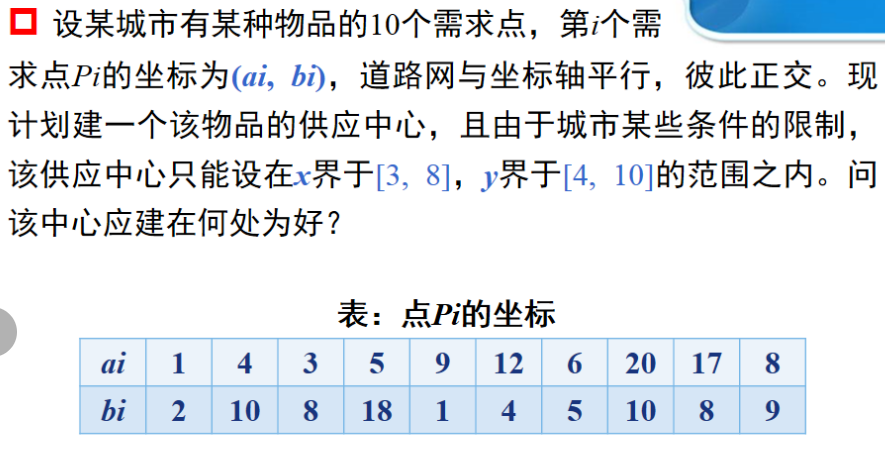 设某城市有某种物品的10个需求点，第i个需
求点Pi的坐标为(ai, bi)，道路网与坐标轴平行，彼此正交。现
计划建一个该物品的供应中心，且由于城市某些条件的限制，
该供应中心只能设在x界于[3, 8]，y界于[4, 10]的范围之内。问
该中心应建在何处为好？
表：点Pi的坐标
ai 1 4 3 5 9 12 6 20 17 8
bi 2 10 8 18 1 4 5 10 8 9